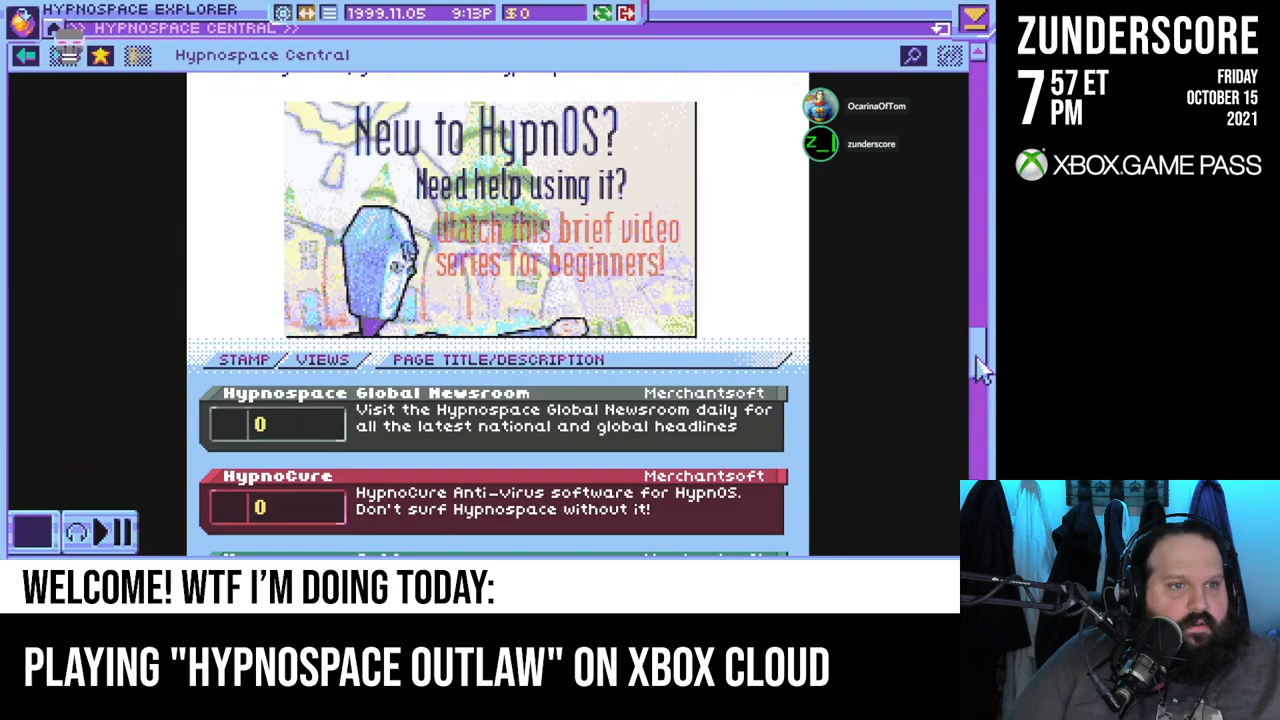 HYPNOSPACE EXPLORER
1999.11.05 9:13P $0
>> HYPNOSPACE CENTRAL >>
Hypnospace Central
New to HypnOS?
Need help using it?
Watch this brief video
series for beginners!
STAMP VIEWS PAGE TITLE/DESCRIPTION
Hypnospace Global Newsroom Merchantsoft
0 Visit the Hypnospace Global Newsroom daily for
all the latest national and global headlines
HypnoCure Merchantsoft
0 HypnoCure Anti-virus software for HypnOS.
Don't surf Hypnospace without it!
OcarinaOfTom
z_| zunderscore
ZUNDERSCORE
7 57 ET PM
FRIDAY
OCTOBER 15
2021
XBOX GAME PASS
WELCOME! WTF I'M DOING TODAY:
PLAYING "HYPNOSPACE OUTLAW" ON XBOX CLOUD